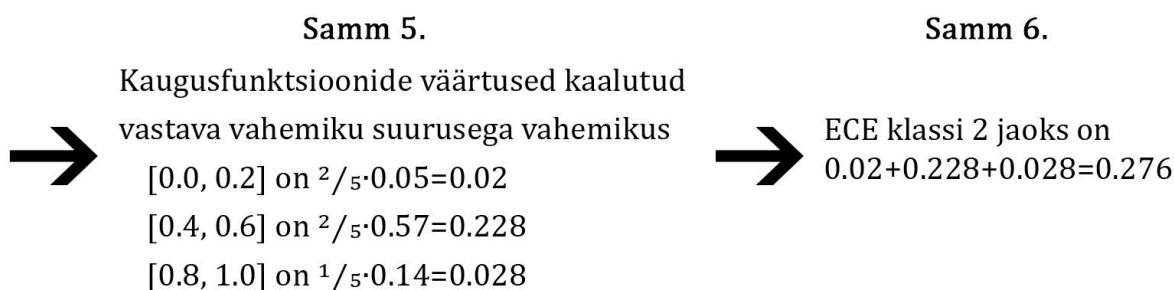 Samm 5.
Kaugusfunktsioonide väärtused kaalutud
vastava vahemiku suurusega vahemikus
[0.0, 0.2] on ²/₅·0.05=0.02
[0.4, 0.6] on ²/₅·0.57=0.228
[0.8, 1.0] on ¹/₅·0.14=0.028
Samm 6.
ECE klassi 2 jaoks on
0.02+0.228+0.028=0.276